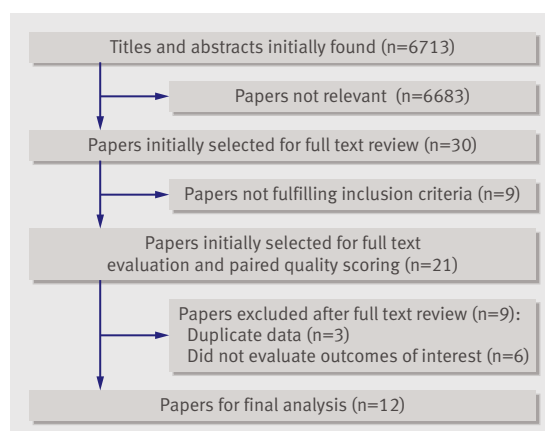 Titles and abstracts initially found (n=6713)
Papers not relevant (n=6683)
Papers initially selected for full text review (n=30)
Papers not fulfilling inclusion criteria (n=9)
Papers initially selected for full text
evaluation and paired quality scoring (n=21)
Papers excluded after full text review (n=9):
Duplicate data (n=3)
Did not evaluate outcomes of interest (n=6)
Papers for final analysis (n=12)